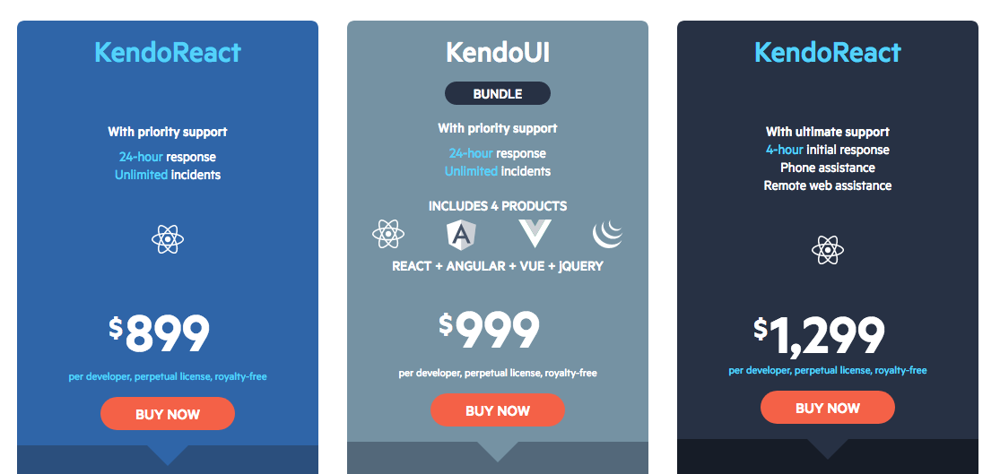 KendoReact
With priority support
24-hour response
Unlimited incidents
$899
per developer, perpetual license, royalty-free
BUY NOW
KendoUI
BUNDLE
With priority support
24-hour response
Unlimited incidents
INCLUDES 4 PRODUCTS
A
REACT + ANGULAR + VUE + jQUERY
$999
per developer, perpetual license, royalty-free
BUY NOW
KendoReact
With ultimate support
4-hour initial response
Phone assistance
Remote web assistance
$1,299
per developer, perpetual license, royalty-free
BUY NOW